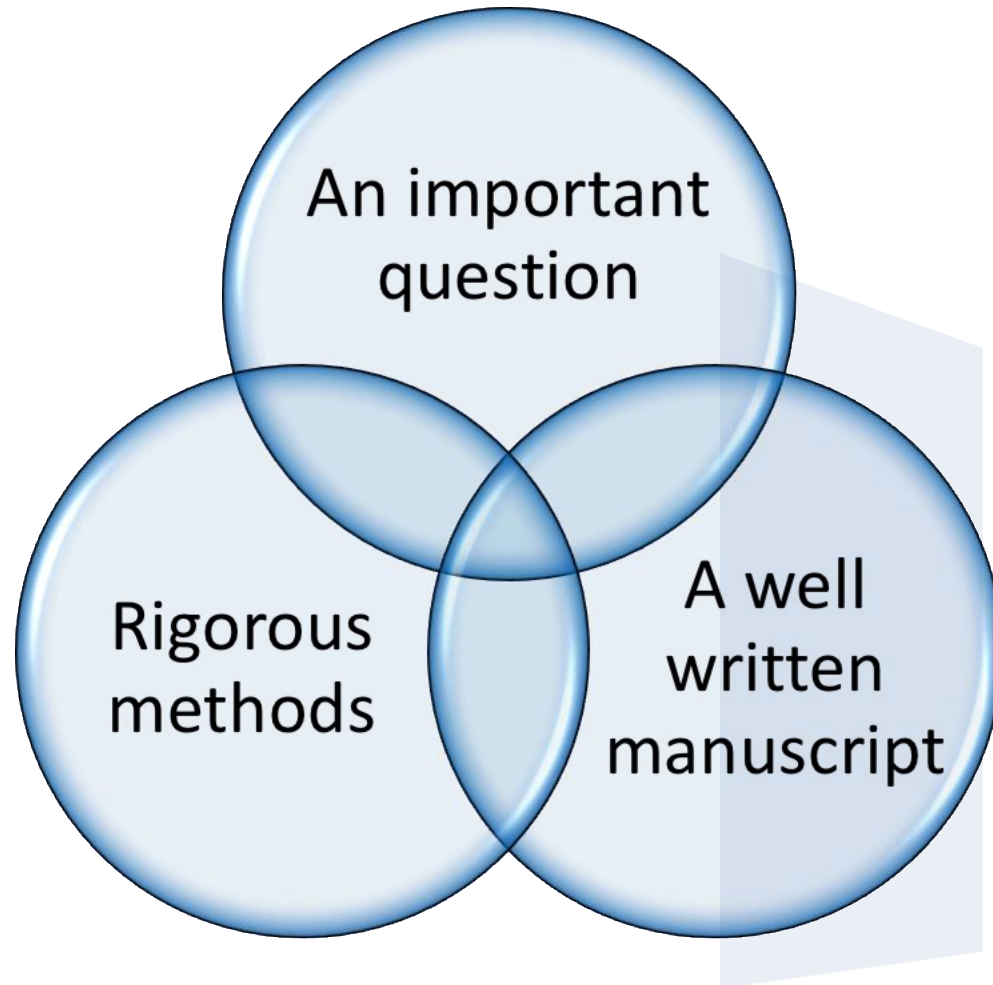 An important
question
Rigorous
methods
A well
written
manuscript